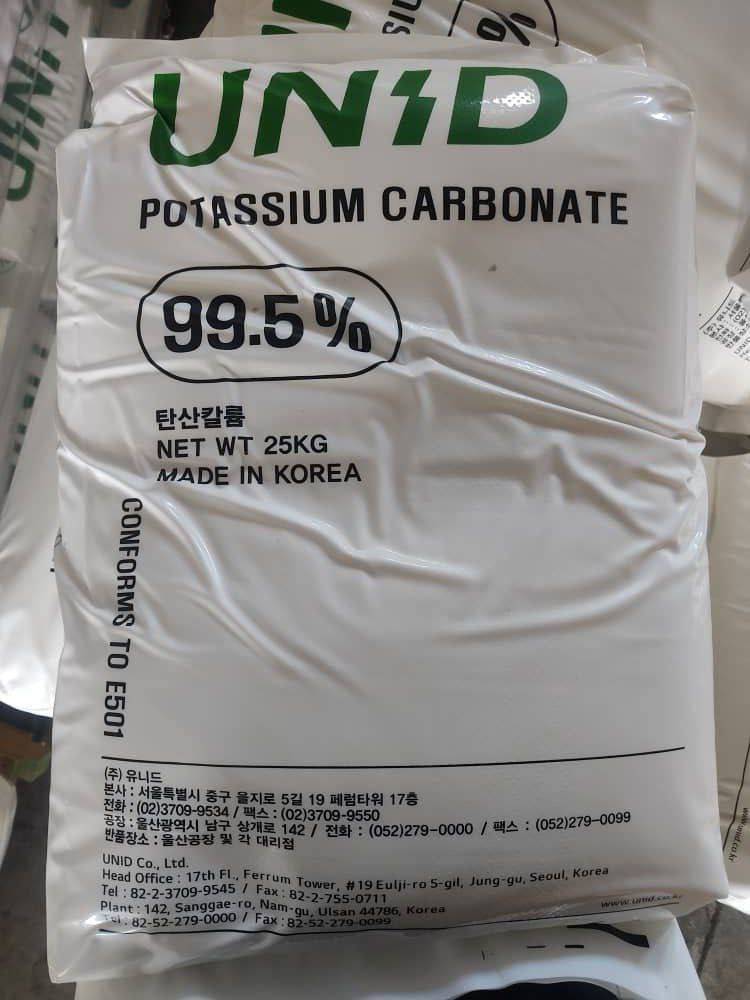 UNID
POTASSIUM CARBONATE
99.5%
탄산칼륨
NET WT 25KG
MADE IN KOREA
CONFORMS TO E501
(주) 유니드
본사 : 서울특별시 중구 을지로 5길 19 페럼타워 17층
전화 : (02)3709-9534 / 팩스 : (02)3709-9550
공장 : 울산광역시 남구 상개로 142 / 전화 : (052)279-0000 / 팩스 : (052)279-0099
반품장소 : 울산공장 및 각 대리점
UNID Co., Ltd.
Head Office : 17th Fl., Ferrum Tower, #19 Eulji-ro 5-gil, Jung-gu, Seoul, Korea
Tel : 82-2-3709-9545 / Fax : 82-2-755-0711
Plant : 142, Sanggae-ro, Nam-gu, Ulsan 44786, Korea
Tel : 82-52-279-0000 / Fax : 82-52-279-0099
www.unid.co.kr
%
UNID
www.unid.co.kr